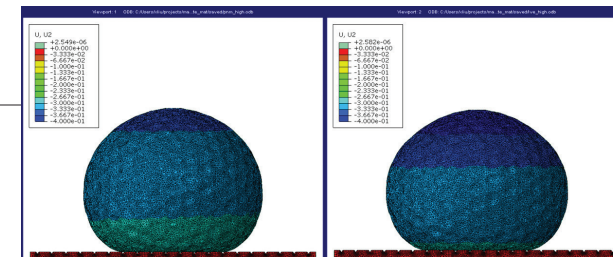 Viewport: 1
U, U2
+2.549e-06
+0.000e+00
-3.333e-02
-6.667e-02
-1.000e-01
-1.333e-01
-1.667e-01
-2.000e-01
-2.333e-01
-2.667e-01
-3.000e-01
-3.333e-01
-3.667e-01
-4.000e-01
Viewport: 2
U, U2
+2.582e-06
+0.000e+00
-3.333e-02
-6.667e-02
-1.000e-01
-1.333e-01
-1.667e-01
-2.000e-01
-2.333e-01
-2.667e-01
-3.000e-01
-3.333e-01
-3.667e-01
-4.000e-01